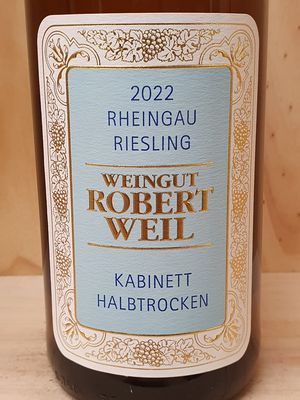 2022
RHEINGAU
RIESLING
WEINGUT
ROBERT
WEIL
KABINETT
HALBTROCKEN